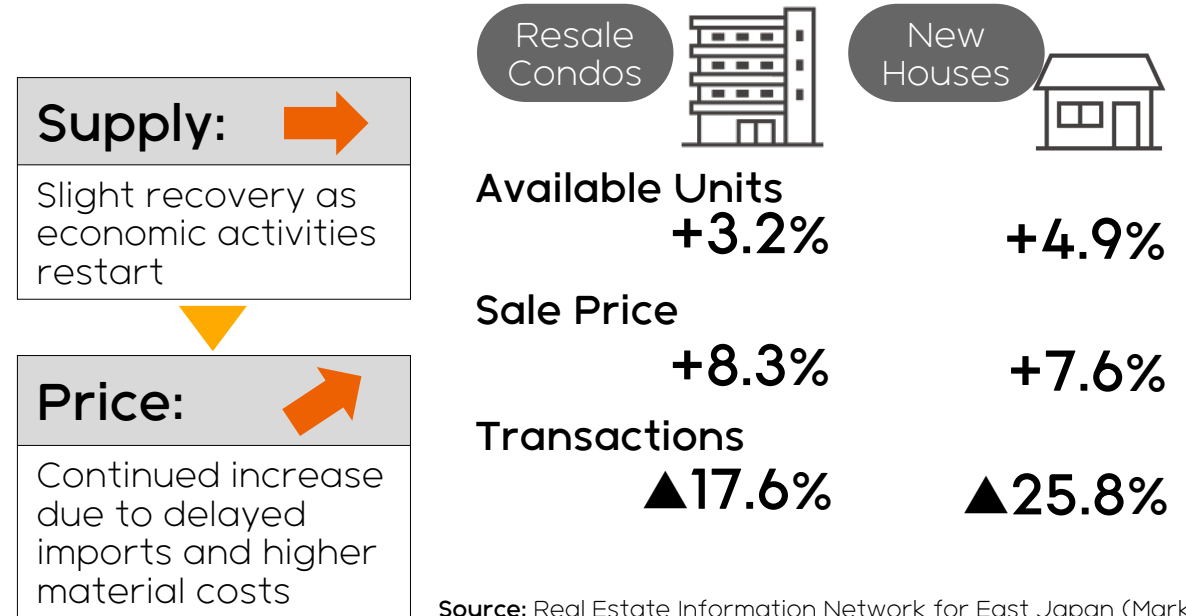 Supply:
Slight recovery as
economic activities
restart
Price:
Continued increase
due to delayed
imports and higher
material costs
Resale
Condos
New
Houses
Available Units
+3.2% +4.9%
Sale Price
+8.3% +7.6%
Transactions
▲17.6% ▲25.8%
Source: Real Estate Information Network for East Japan (Mark